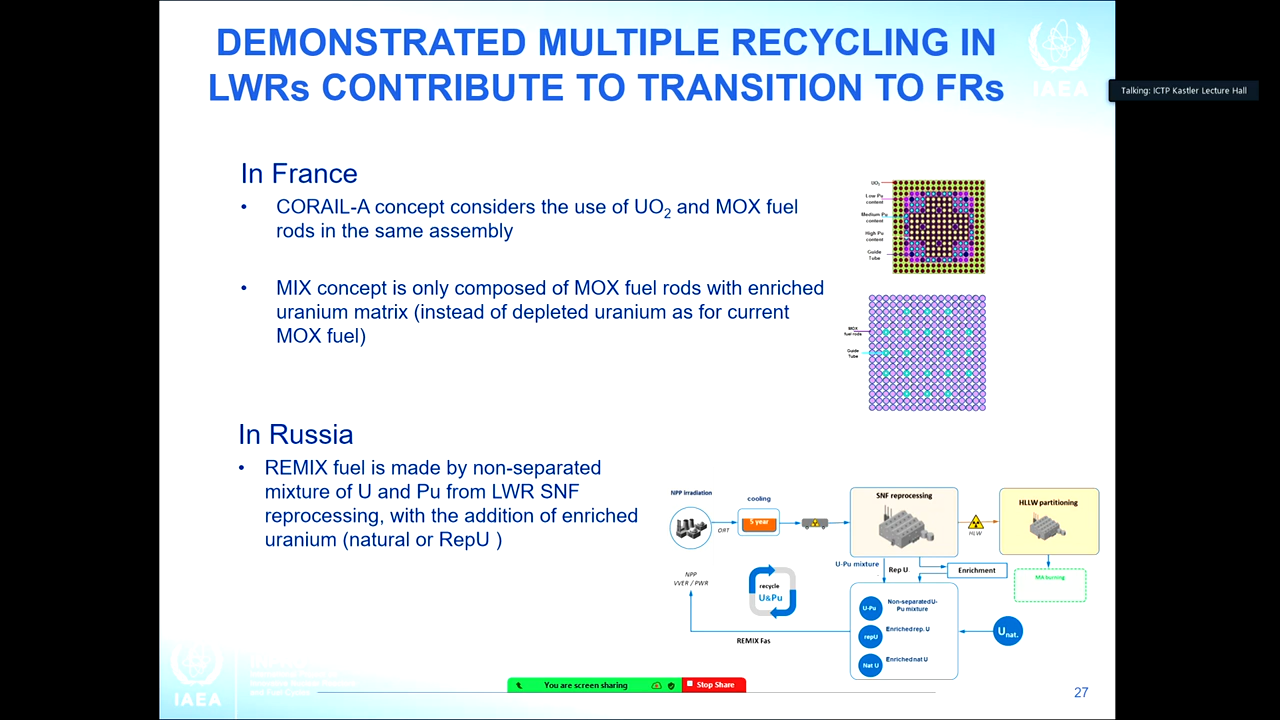 DEMONSTRATED MULTIPLE RECYCLING IN
LWRs CONTRIBUTE TO TRANSITION TO FRs
IAEA
Talking: ICTP Kastler Lecture Hall
In France
• CORAIL-A concept considers the use of UO2 and MOX fuel
rods in the same assembly
• MIX concept is only composed of MOX fuel rods with enriched
uranium matrix (instead of depleted uranium as for current
MOX fuel)
UO2
Low Pu
content
Medium Pu
content
High Pu
content
Guide
Tube
MOX
fuel rods
Guide
Tube
In Russia
• REMIX fuel is made by non-separated
mixture of U and Pu from LWR SNF
reprocessing, with the addition of enriched
uranium (natural or RepU )
NPP irradiation
cooling
5 year
SNF reprocessing
HLW
HLLW partitioning
U-Pu mixture
Rep U
Enrichment
MA burning
NPP
VVER / PWR
recycle
U&Pu
U-Pu
Non-separated U-
Pu mixture
repU
Enriched rep. U
Nat U
Enriched nat U
Unat.
REMIX Fas
IAEA
You are screen sharing
Stop Share
27